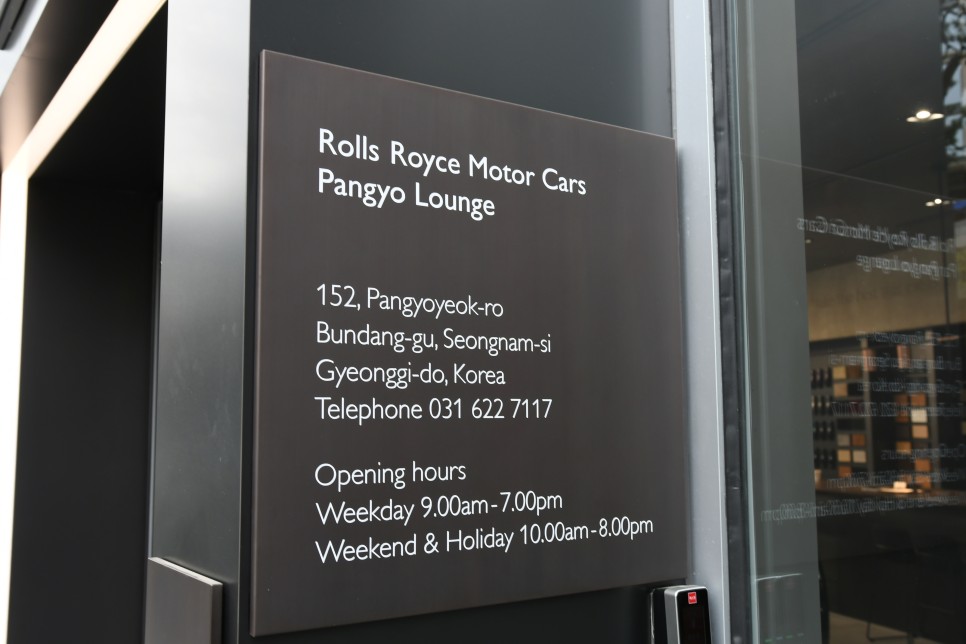 Rolls Royce Motor Cars
Pangyo Lounge
152, Pangyoyeok-ro
Bundang-gu, Seongnam-si
Gyeonggi-do, Korea
Telephone 031 622 7117
Opening hours
Weekday 9.00am-7.00pm
Weekend & Holiday 10.00am-8.00pm